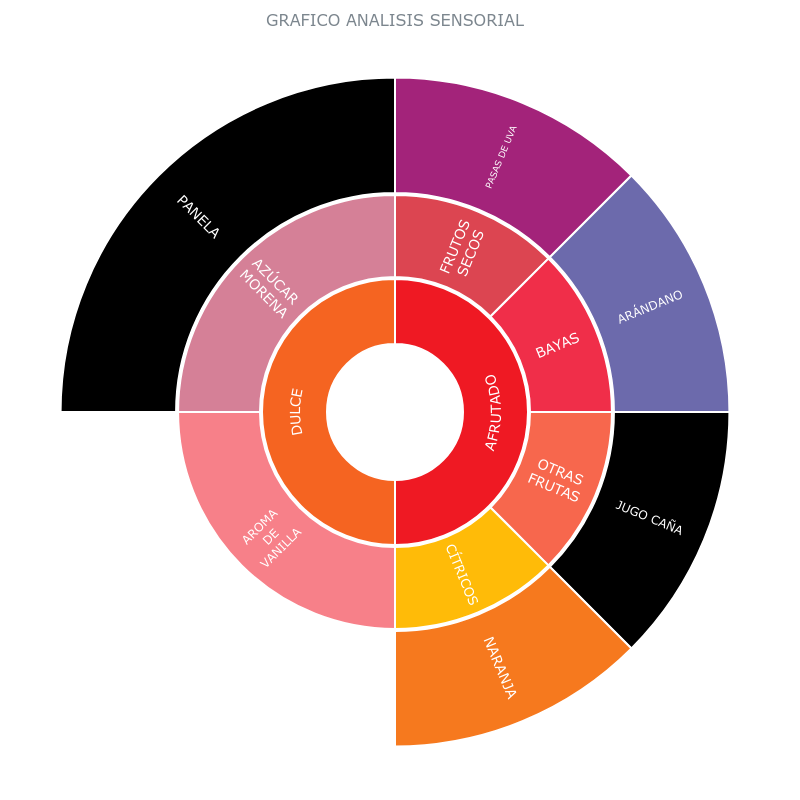 GRAFICO ANALISIS SENSORIAL
PANELA
PASAS DE UVA
AZÚCAR
MORENA
FRUTOS
SECOS
ARÁNDANO
BAYAS
DULCE
AFRUTADO
OTRAS
FRUTAS
JUGO CAÑA
AROMA
DE
VANILLA
CÍTRICOS
NARANJA